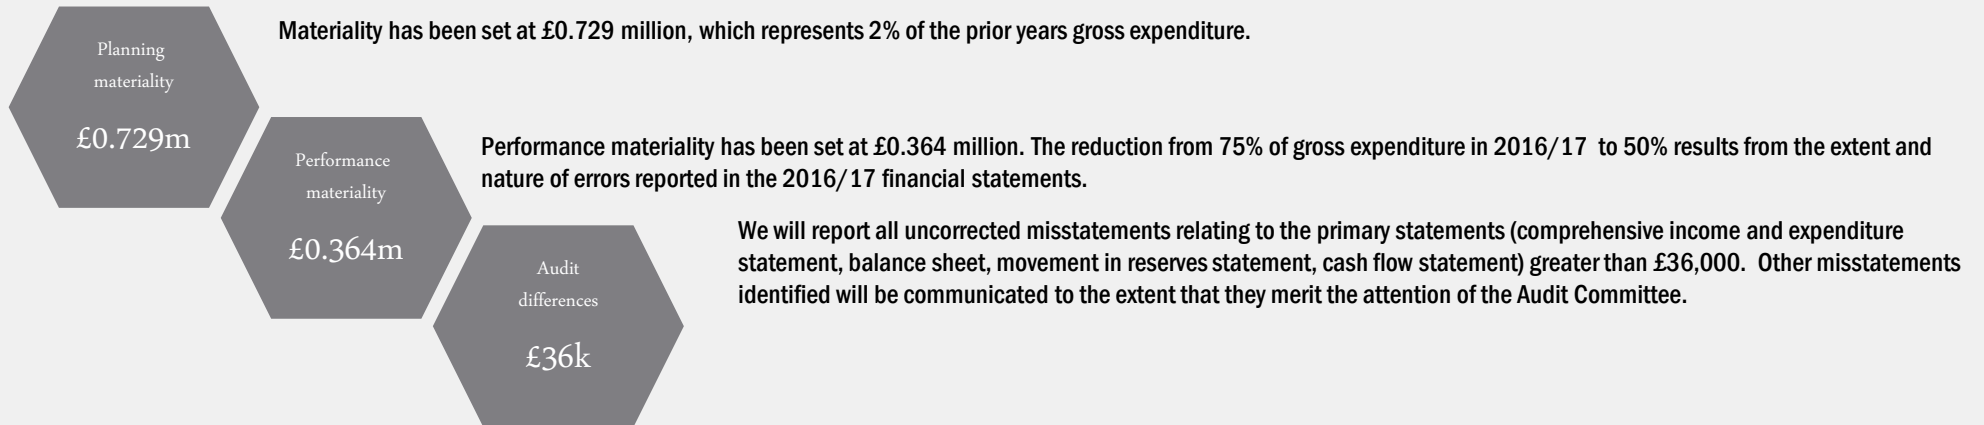 Planning
materiality
£0.729m
Materiality has been set at £0.729 million, which represents 2% of the prior years gross expenditure.
Performance
materiality
£0.364m
Performance materiality has been set at £0.364 million. The reduction from 75% of gross expenditure in 2016/17 to 50% results from the extent and
nature of errors reported in the 2016/17 financial statements.
Audit
differences
£36k
We will report all uncorrected misstatements relating to the primary statements (comprehensive income and expenditure
statement, balance sheet, movement in reserves statement, cash flow statement) greater than £36,000. Other misstatements
identified will be communicated to the extent that they merit the attention of the Audit Committee.